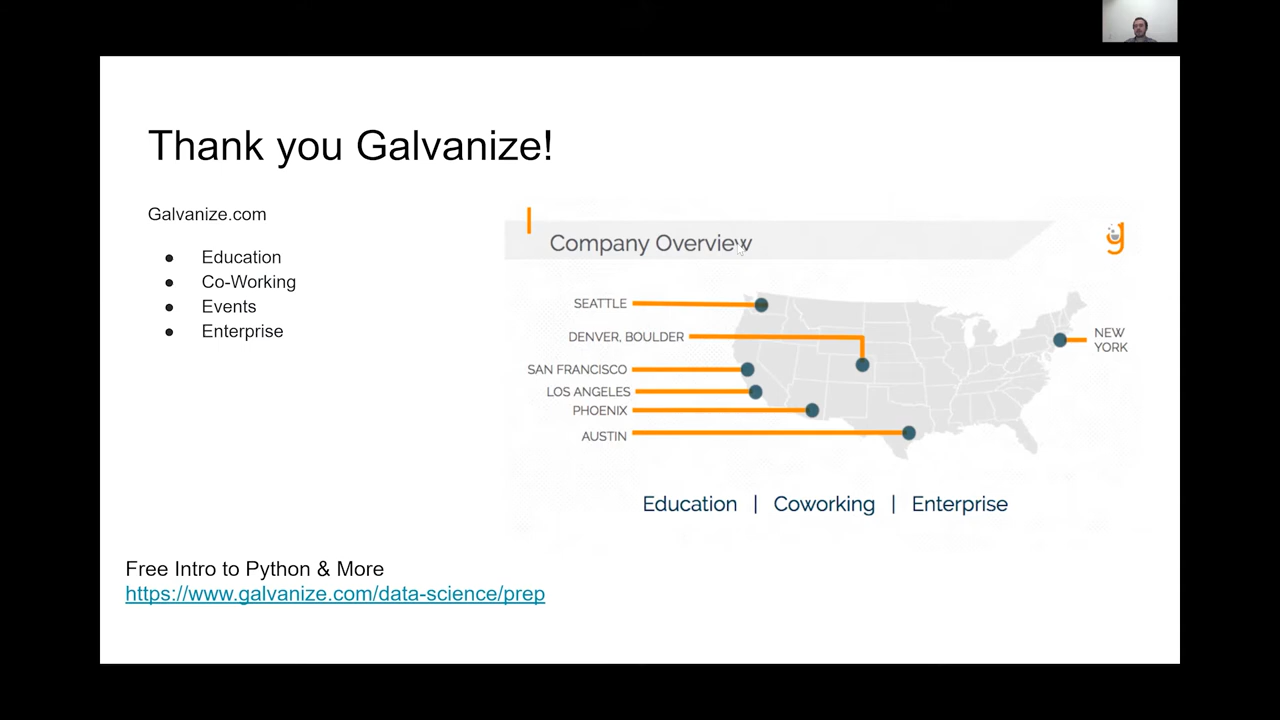 Thank you Galvanize!
Galvanize.com
● Education
● Co-Working
● Events
● Enterprise
Company Overview
g
SEATTLE
DENVER, BOULDER
SAN FRANCISCO
LOS ANGELES
PHOENIX
AUSTIN
NEW
YORK
Education | Coworking | Enterprise
Free Intro to Python & More
https://www.galvanize.com/data-science/prep